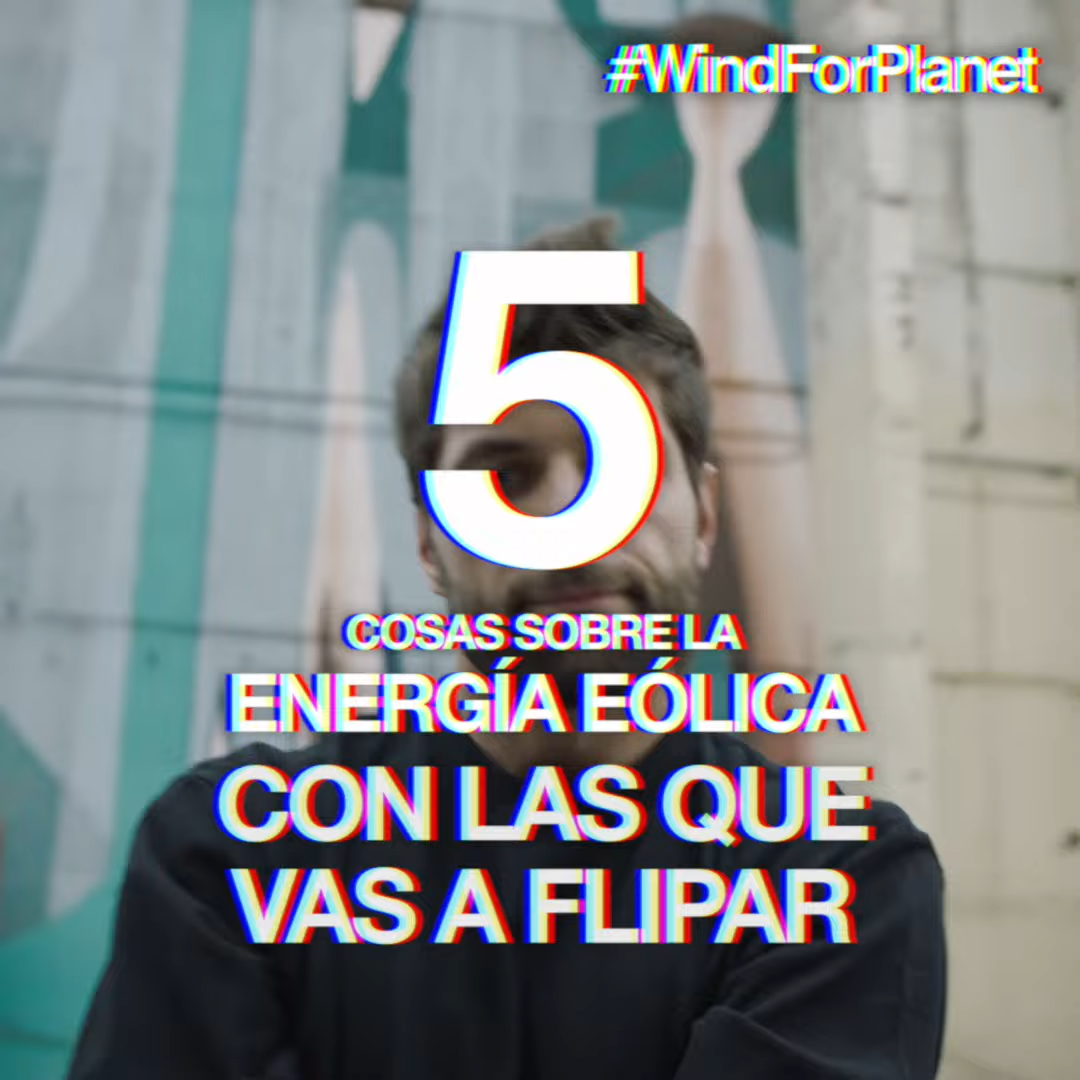 #WindForPlanet
5
COSAS SOBRE LA
ENERGÍA EÓLICA
CON LAS QUE
VAS A FLIPAR